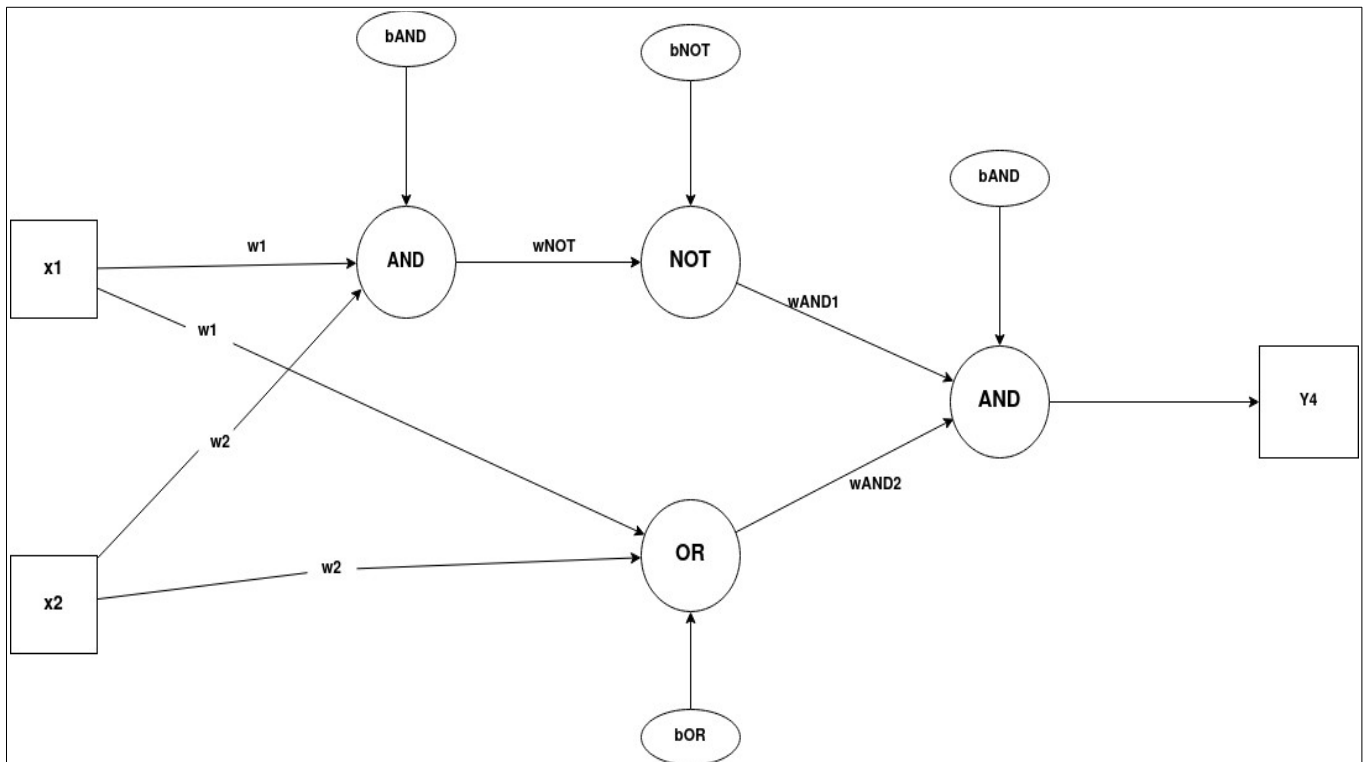 bAND
bNOT
bAND
x1
w1
AND
wNOT
NOT
wAND1
w1
AND
Y4
w2
wAND2
OR
w2
x2
bOR